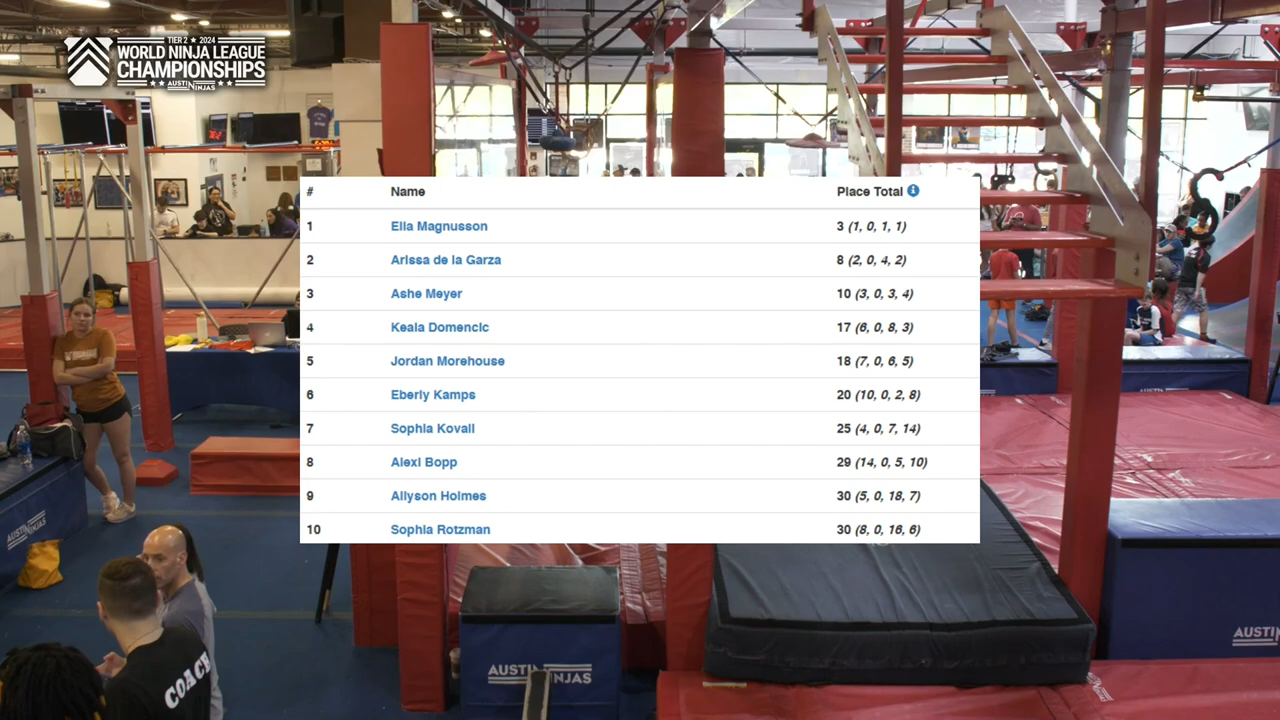 TIER 2 ★ 2024
WORLD NINJA LEAGUE
CHAMPIONSHIPS
AUSTIN NINJAS
# Name Place Total
1 Ella Magnusson 3 (1, 0, 1, 1)
2 Arissa de la Garza 8 (2, 0, 4, 2)
3 Ashe Meyer 10 (3, 0, 3, 4)
4 Keala Domencic 17 (6, 0, 8, 3)
5 Jordan Morehouse 18 (7, 0, 6, 5)
6 Eberly Kamps 20 (10, 0, 2, 8)
7 Sophia Kovall 25 (4, 0, 7, 14)
8 Alexi Bopp 29 (14, 0, 5, 10)
9 Allyson Holmes 30 (5, 0, 18, 7)
10 Sophia Rotzman 30 (8, 0, 16, 6)
AUSTIN NINJAS
COACH
AUSTIN NINJAS
AUSTI